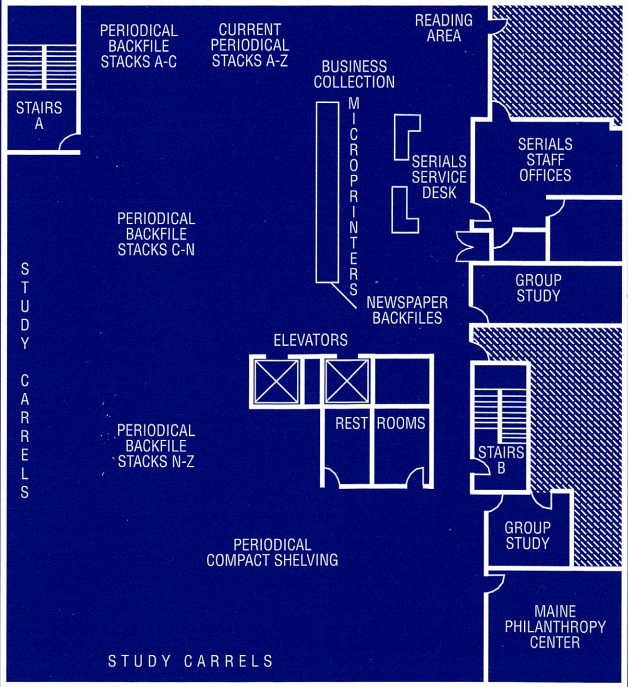 PERIODICAL
BACKFILE
STACKS A-C
CURRENT
PERIODICAL
STACKS A-Z
READING
AREA
BUSINESS
COLLECTION
STAIRS
A
MICROPRINTERS
SERIALS
SERVICE
DESK
SERIALS
STAFF
OFFICES
PERIODICAL
BACKFILE
STACKS C-N
STUDY CARRELS
GROUP
STUDY
NEWSPAPER
BACKFILES
ELEVATORS
REST ROOMS
PERIODICAL
BACKFILE
STACKS N-Z
STAIRS
B
GROUP
STUDY
PERIODICAL
COMPACT SHELVING
MAINE
PHILANTHROPY
CENTER
STUDY CARRELS